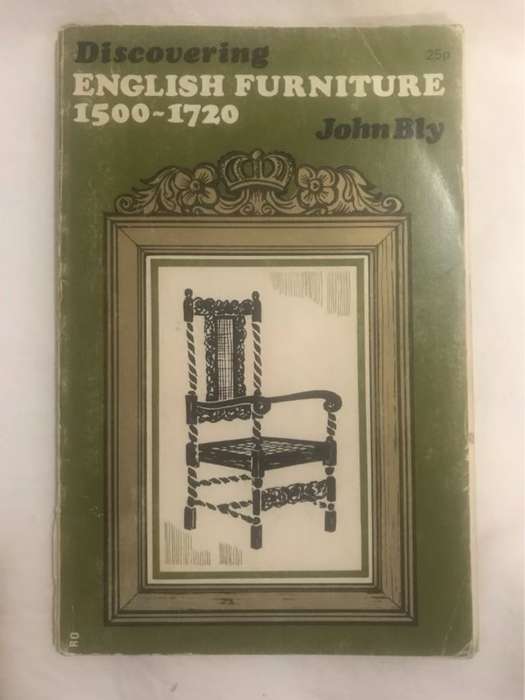 Discovering
25p
ENGLISH FURNITURE
1500~1720
John Bly